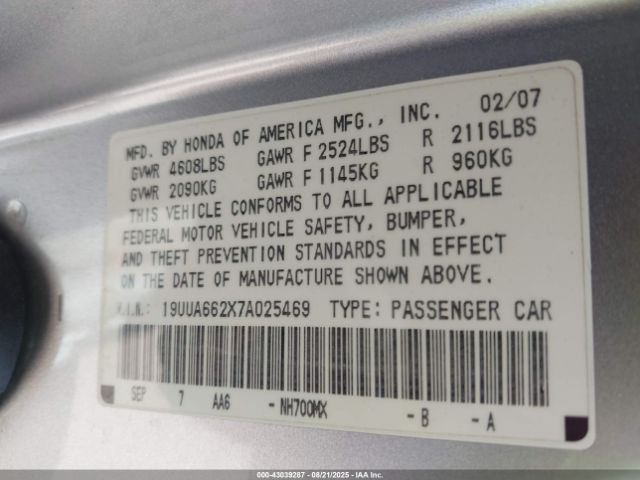 MFD. BY HONDA OF AMERICA MFG., INC. 02/07
GVWR 4608LBS GAWR F 2524LBS R 2116LBS
GVWR 2090KG GAWR F 1145KG R 960KG
THIS VEHICLE CONFORMS TO ALL APPLICABLE
FEDERAL MOTOR VEHICLE SAFETY, BUMPER,
AND THEFT PREVENTION STANDARDS IN EFFECT
ON THE DATE OF MANUFACTURE SHOWN ABOVE.
V.I.N.: 19UUA662X7A025469 TYPE: PASSENGER CAR
SEP 7 AA6 - NH700MX - B - A
000-43039287 - 08/21/2025 - IAA Inc.